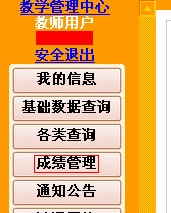 教学管理中心
教师用户
安全退出
我的信息
基础数据查询
各类查询
成绩管理
通知公告